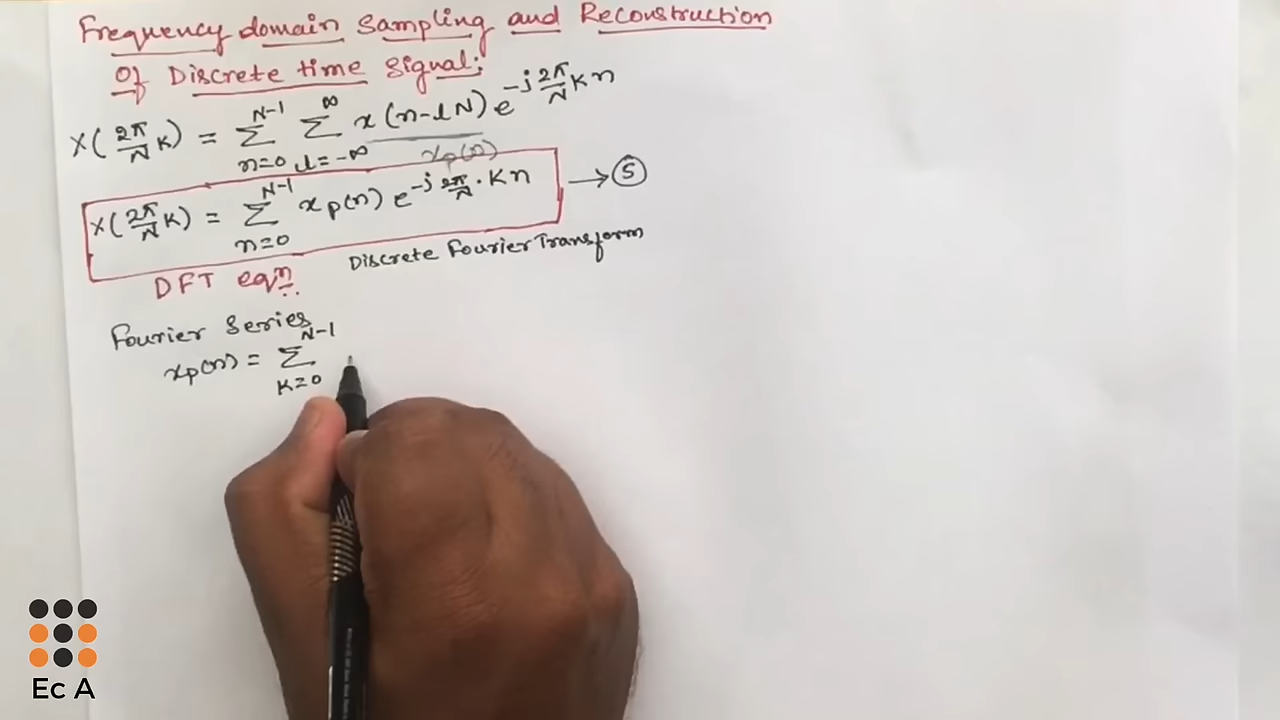 Frequency domain Sampling and Reconstruction
Of Discrete time Signal:
X(2π/N K) = Σ_{n=0}^{N-1} Σ_{l=-∞}^{∞} x(n-lN) e^{-j 2π/N Kn}
xp(n)
X(2π/N K) = Σ_{n=0}^{N-1} xp(n) e^{-j 2π/N · Kn} → 5
DFT eqn Discrete Fourier Transform
Fourier Series
xp(n) = Σ_{K=0}^{N-1}
Ec A